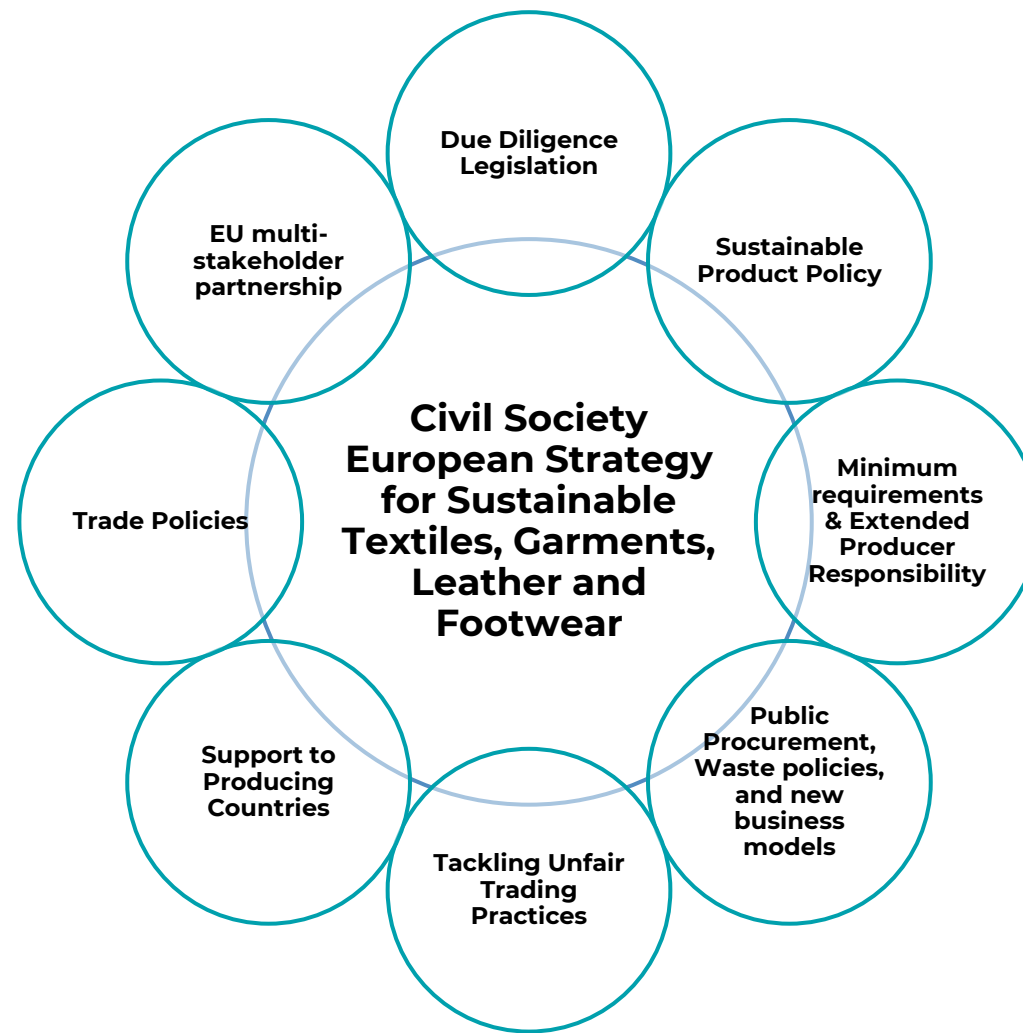 Due Diligence
Legislation
Sustainable
Product Policy
Minimum
requirements
& Extended
Producer
Responsibility
Public
Procurement,
Waste policies,
and new
business
models
Tackling Unfair
Trading
Practices
Support to
Producing
Countries
Trade Policies
EU multi-
stakeholder
partnership
Civil Society
European Strategy
for Sustainable
Textiles, Garments,
Leather and
Footwear